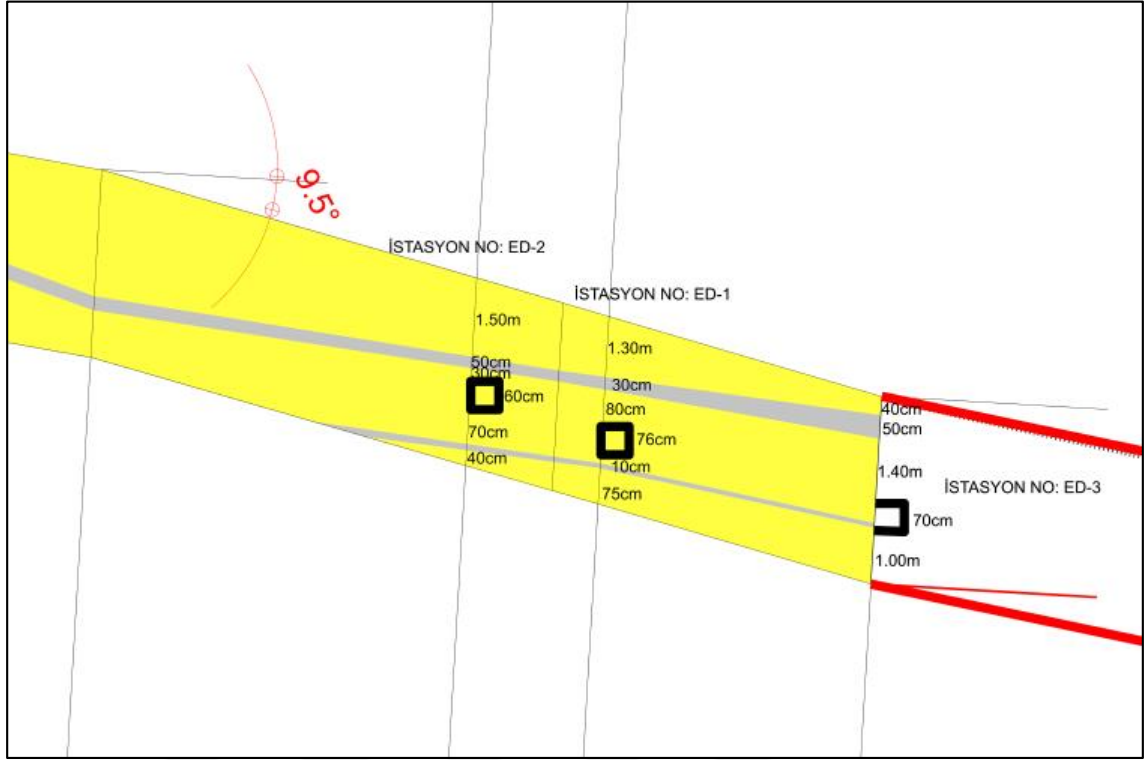 9.5°
İSTASYON NO: ED-2
1.50m
50cm
30cm
60cm
70cm
40cm
İSTASYON NO: ED-1
1.30m
30cm
80cm
76cm
10cm
75cm
40cm
50cm
1.40m
İSTASYON NO: ED-3
70cm
1.00m